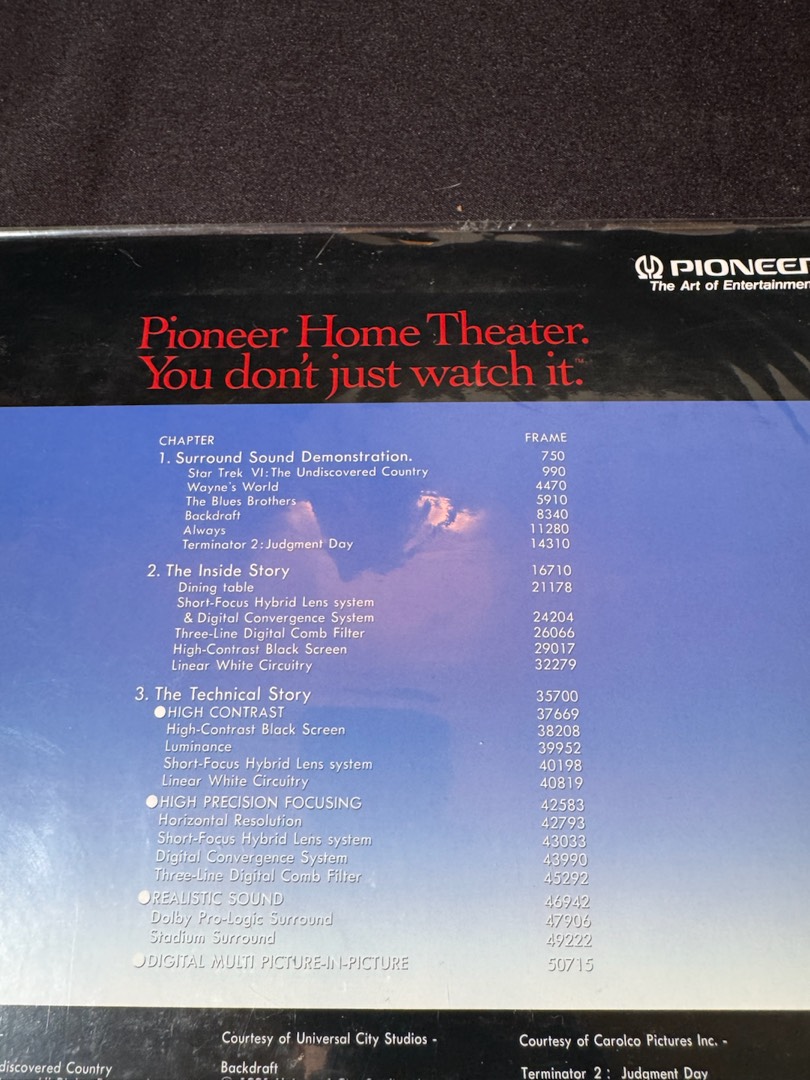 PIONEER
The Art of Entertainmen
Pioneer Home Theater.
You don't just watch it.™
CHAPTER FRAME
1. Surround Sound Demonstration. 750
Star Trek VI: The Undiscovered Country 990
Wayne's World 4470
The Blues Brothers 5910
Backdraft 8340
Always 11280
Terminator 2: Judgment Day 14310
2. The Inside Story 16710
Dining table 21178
Short-Focus Hybrid Lens system
& Digital Convergence System 24204
Three-Line Digital Comb Filter 26066
High-Contrast Black Screen 29017
Linear White Circuitry 32279
3. The Technical Story 35700
●HIGH CONTRAST 37669
High-Contrast Black Screen 38208
Luminance 39952
Short-Focus Hybrid Lens system 40198
Linear White Circuitry 40819
●HIGH PRECISION FOCUSING 42583
Horizontal Resolution 42793
Short-Focus Hybrid Lens system 43033
Digital Convergence System 43990
Three-Line Digital Comb Filter 45292
●REALISTIC SOUND 46942
Dolby Pro-Logic Surround 47906
Stadium Surround 49222
●DIGITAL MULTI PICTURE-IN-PICTURE 50715
Courtesy of Universal City Studios - Courtesy of Carolco Pictures Inc. -
discovered Country Backdraft Terminator 2 : Judgment Day